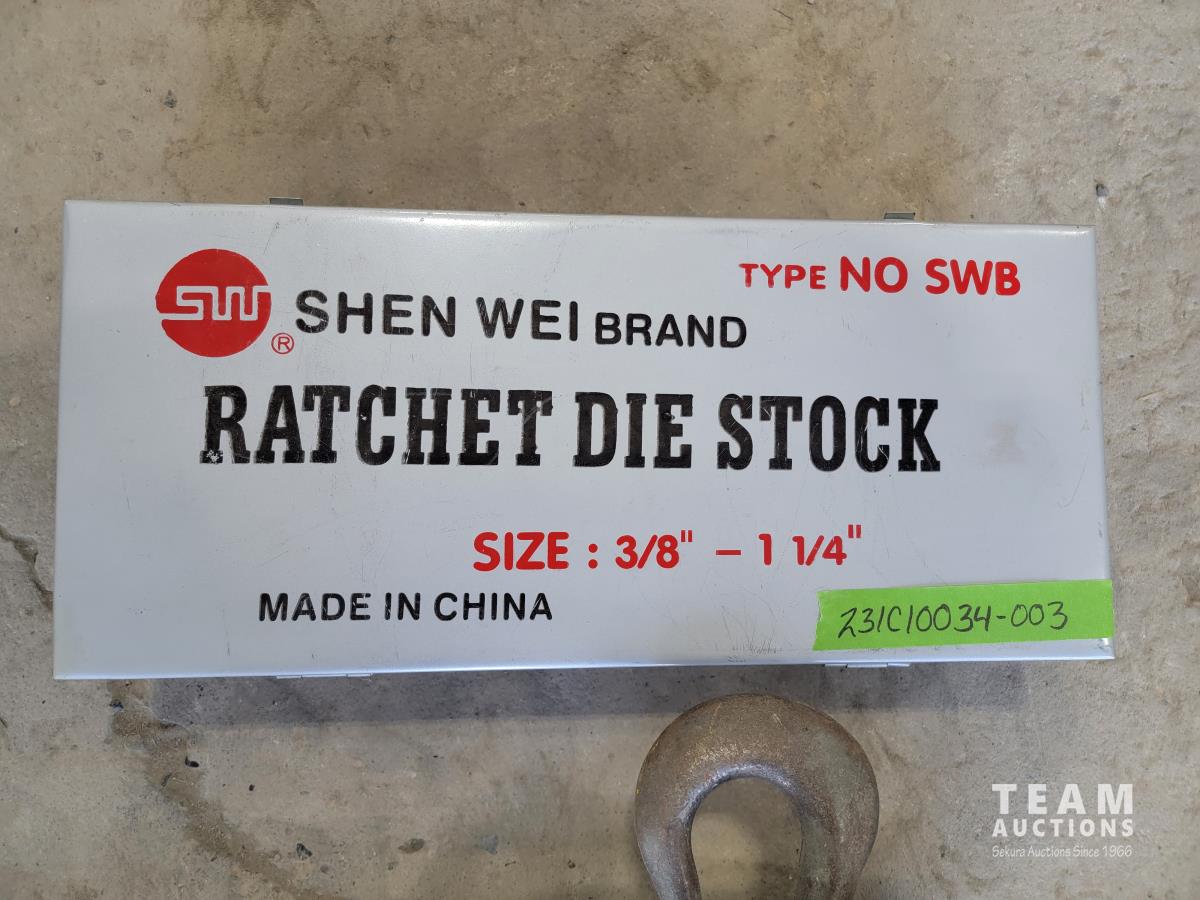 TYPE NO SWB
SW ® SHEN WEI BRAND
RATCHET DIE STOCK
SIZE : 3/8" – 1 1/4"
MADE IN CHINA
231C10034-003
TEAM
AUCTIONS
Sekura Auctions Since 1966